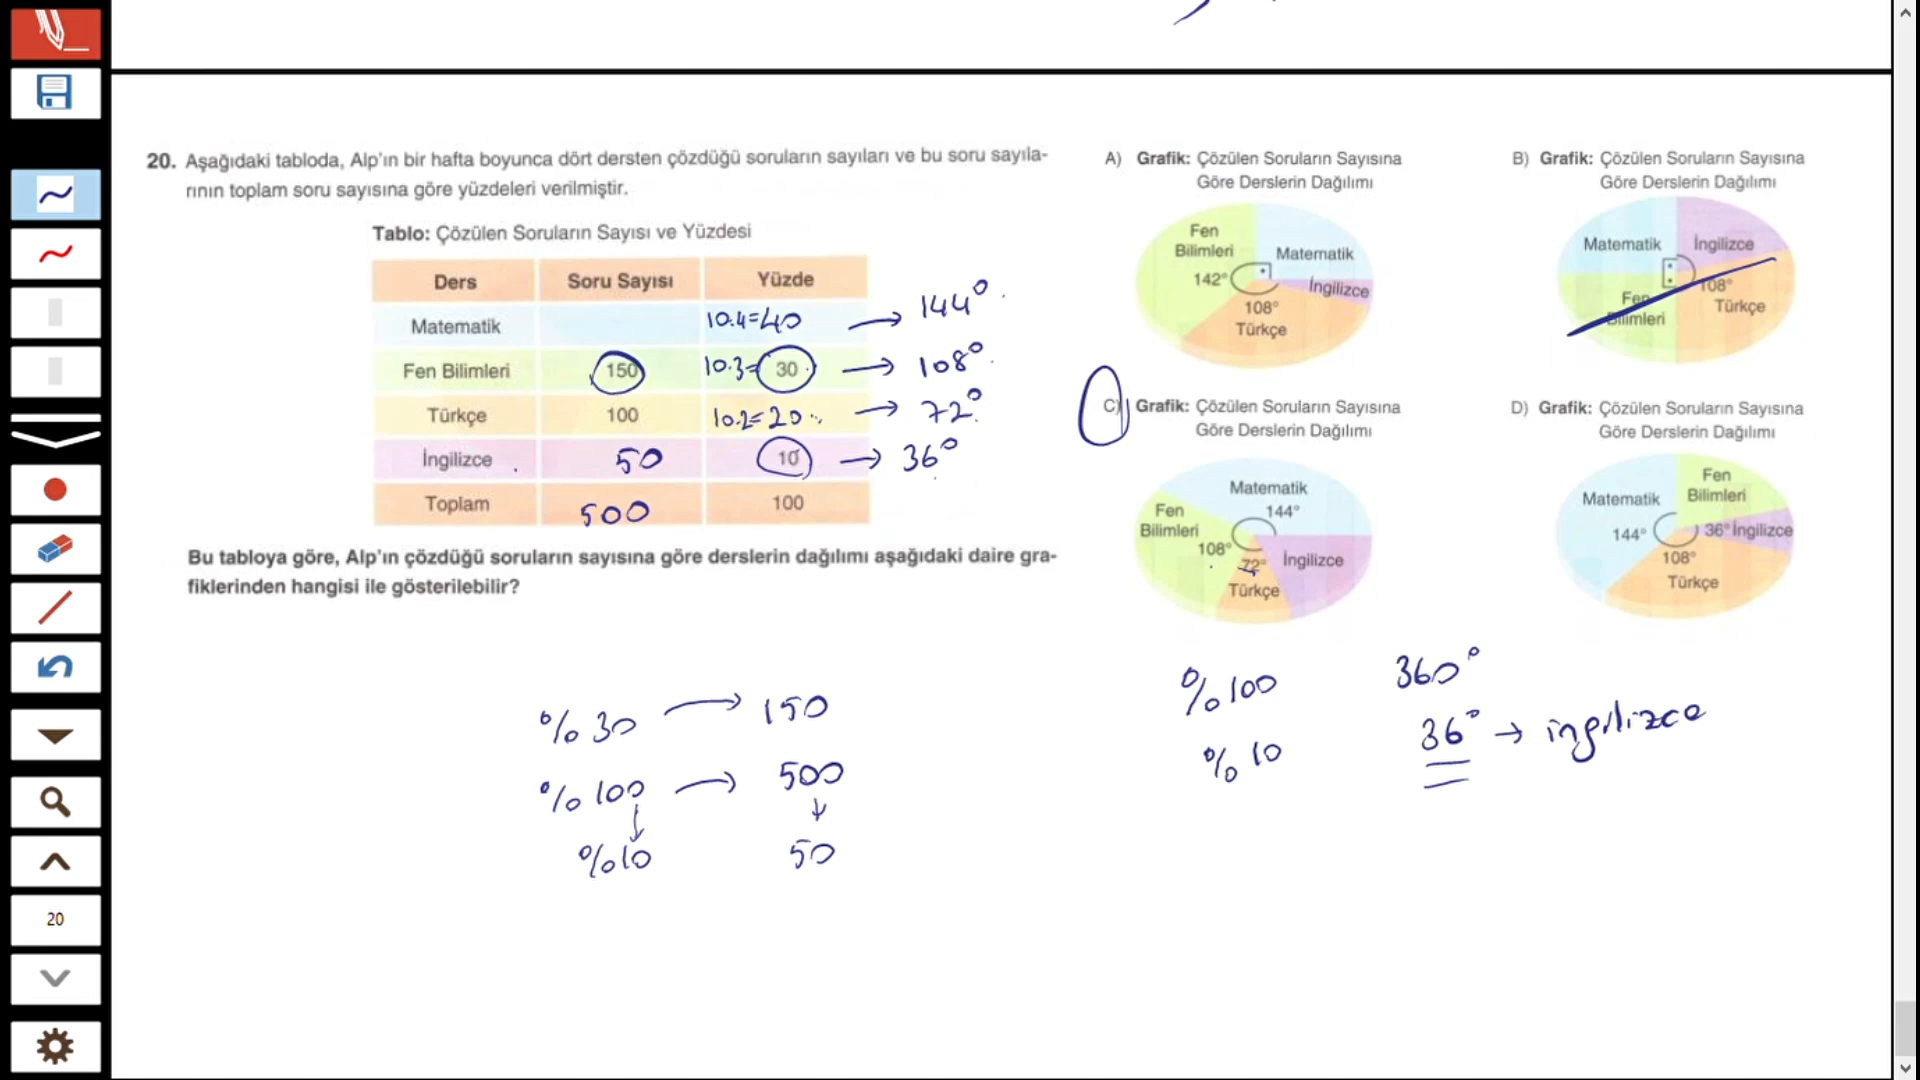 20. Aşağıdaki tabloda, Alp'ın bir hafta boyunca dört dersten çözdüğü soruların sayıları ve bu soru sayıla-
rının toplam soru sayısına göre yüzdeleri verilmiştir.
Tablo: Çözülen Soruların Sayısı ve Yüzdesi
Ders Soru Sayısı Yüzde
Matematik 10.4=40 → 144°
Fen Bilimleri 150 10.3= 30 → 108°
Türkçe 100 10.2=20 → 72°
İngilizce 50 10 → 36°
Toplam 500 100
Bu tabloya göre, Alp'ın çözdüğü soruların sayısına göre derslerin dağılımı aşağıdaki daire gra-
fiklerinden hangisi ile gösterilebilir?
%30 → 150
%100 → 500
%10 50
A) Grafik: Çözülen Soruların Sayısına
Göre Derslerin Dağılımı
Fen
Bilimleri
Matematik
142°
İngilizce
108°
Türkçe
B) Grafik: Çözülen Soruların Sayısına
Göre Derslerin Dağılımı
Matematik
İngilizce
Fen
Bilimleri
108°
Türkçe
C) Grafik: Çözülen Soruların Sayısına
Göre Derslerin Dağılımı
Matematik
144°
Fen
Bilimleri
108°
72°
Türkçe
İngilizce
D) Grafik: Çözülen Soruların Sayısına
Göre Derslerin Dağılımı
Fen
Bilimleri
Matematik
144°
36° İngilizce
108°
Türkçe
%100 360°
%10 36° → ingilizce
20